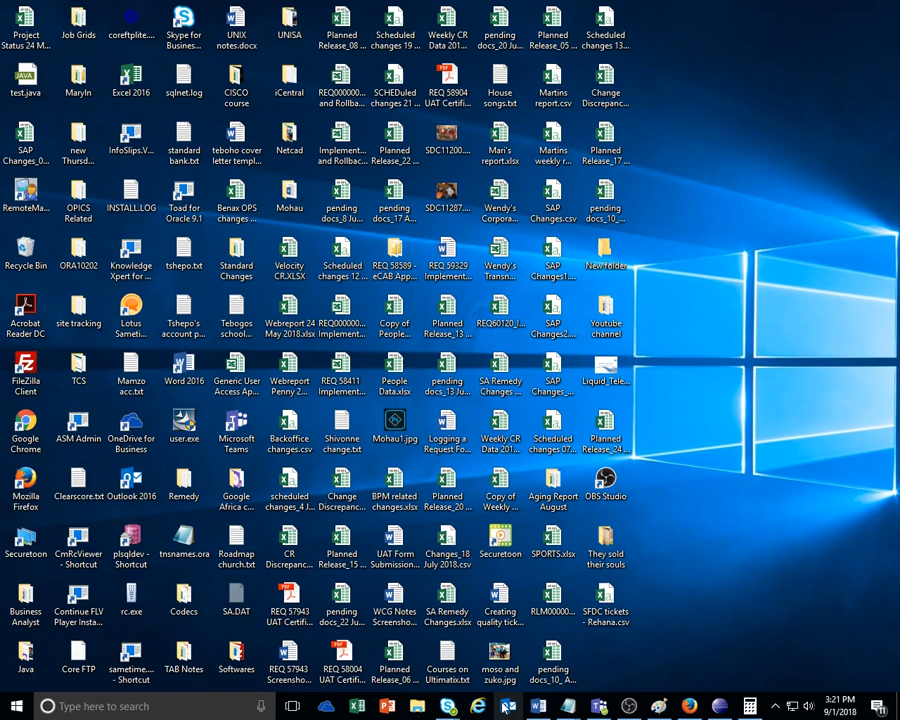 Project
Status 24 M...
Job Grids
coreftplite....
Skype for
Busines...
UNIX
notes.docx
UNISA
Planned
Release_08 ...
Scheduled
changes 19 ...
Weekly CR
Data 201...
pending
docs_20 Ju...
Planned
Release_05 ...
Scheduled
changes 13...
test.java
MaryIn
Excel 2016
sqlnet.log
CISCO
course
iCentral
REQ000000...
and Rollba...
SCHEDuled
changes 21 ...
REQ 58904
UAT Certifi...
House
songs.txt
Martins
report.csv
Change
Discrepanc...
SAP
Changes_0...
new
Thursd...
InfoSlips.V...
standard
bank.txt
teboho cover
letter templ...
Netcad
Implement...
and Rollbac...
Planned
Release_22 ...
SDC11200....
Mari's
report.xlsx
Martins
weekly r...
Planned
Release_17 ...
RemoteMa...
OPICS
Related
INSTALL.LOG
Toad for
Oracle 9.1
Benax OPS
changes ...
Mohau
pending
docs_8 Ju...
pending
docs_17 A...
SDC11287....
Wendy's
Corpora...
SAP
Changes.csv
pending
docs_10_...
Recycle Bin
ORA10202
Knowledge
Xpert for ...
tshepo.txt
Standard
Changes
Velocity
CR.XLSX
Scheduled
changes 12 ...
REQ 58589 -
eCAB App...
REQ 59329
Implement...
Wendy's
Transn...
SAP
Changes1....
New folder
Acrobat
Reader DC
site tracking
Lotus
Sameti...
Tshepo's
account p...
Tebogos
school...
Webreport 24
May 2018.xlsx
REQ000000...
Implement...
Copy of
People...
Planned
Release_13 ...
REQ60120_I...
SAP
Changes2....
Youtube
channel
FileZilla
Client
TCS
Mamzo
acc.txt
Word 2016
Generic User
Access Ap...
Webreport
Penny 2...
REQ 58411
Implement...
People
Data.xlsx
pending
docs_13 Ju...
SA Remedy
Changes ...
SAP
Changes_...
Liquid_Tele...
Google
Chrome
ASM Admin
OneDrive for
Business
user.exe
Microsoft
Teams
Backoffice
changes.csv
Shivonne
change.txt
Mohau1.jpg
Logging a
Request Fo...
Weekly CR
Data 201...
Scheduled
changes 07...
Planned
Release_24 ...
Mozilla
Firefox
Clearscore.txt
Outlook 2016
Remedy
Google
Africa c...
scheduled
changes_4 J...
Change
Discrepanc...
BPM related
changes.xlsx
Planned
Release_20 ...
Copy of
Weekly ...
Aging Report
August
OBS Studio
Securetoon
CmRcViewer
- Shortcut
plsqldev -
Shortcut
tnsnames.ora
Roadmap
church.txt
CR
Discrepanc...
Planned
Release_15 ...
UAT Form
Submission...
Changes_18
July 2018.csv
Securetoon
SPORTS.xlsx
They sold
their souls
Business
Analyst
Continue FLV
Player Insta...
rc.exe
Codecs
SA.DAT
REQ 57943
UAT Certifi...
pending
docs_22 Ju...
WCG Notes
Screensho...
SA Remedy
Changes.xlsx
Creating
quality tick...
RLM00000...
SFDC tickets
- Rehana.csv
Java
Core FTP
sametime....
- Shortcut
TAB Notes
Softwares
REQ 57943
Screensho...
REQ 58004
UAT Certifi...
Planned
Release_06 ...
Courses on
Ultimatix.txt
moso and
zuko.jpg
pending
docs_10_ A...
Type here to search
3:21 PM
9/1/2018
11